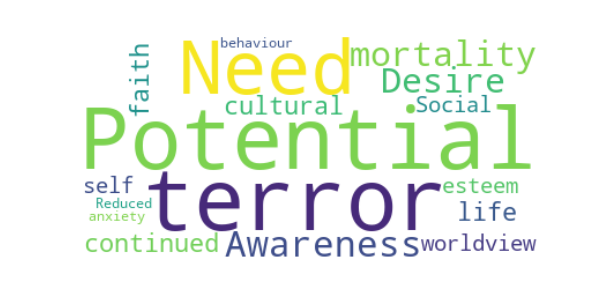 behaviour
faith
Need mortality
Desire
cultural Social
Potential
self terror esteem
Reduced life
anxiety
continued Awareness worldview